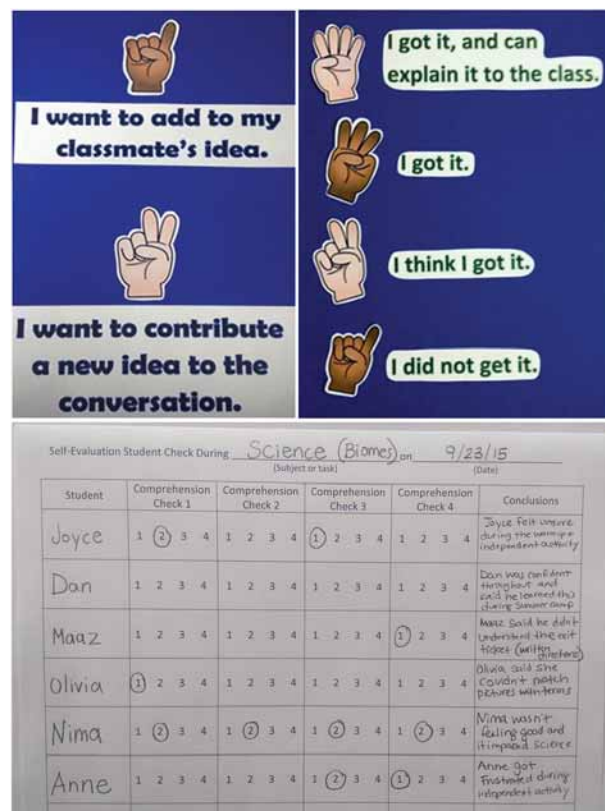 I want to add to my
classmate's idea.
I want to contribute
a new idea to the
conversation.
I got it, and can
explain it to the class.
I got it.
I think I got it.
I did not get it.
Self-Evaluation Student Check During Science (Biomes) on 9/23/15
(Subject or task) (Date)
Student Comprehension Check 1 Comprehension Check 2 Comprehension Check 3 Comprehension Check 4 Conclusions
Joyce 1 2 3 4 1 2 3 4 1 2 3 4 1 2 3 4
Joyce felt unsure
during the warmup +
independent activity
Dan 1 2 3 4 1 2 3 4 1 2 3 4 1 2 3 4
Dan was confident
throughout and
said he learned this
during summer camp
Maaz 1 2 3 4 1 2 3 4 1 2 3 4 1 2 3 4
Maaz said he didn't
understand the exit
ticket (written
directions)
Olivia 1 2 3 4 1 2 3 4 1 2 3 4 1 2 3 4
Olivia said she
couldn't match
pictures with terms
Nima 1 2 3 4 1 2 3 4 1 2 3 4 1 2 3 4
Nima wasn't
feeling good and
it impacted science
Anne 1 2 3 4 1 2 3 4 1 2 3 4 1 2 3 4
Anne got
frustrated during
independent activity